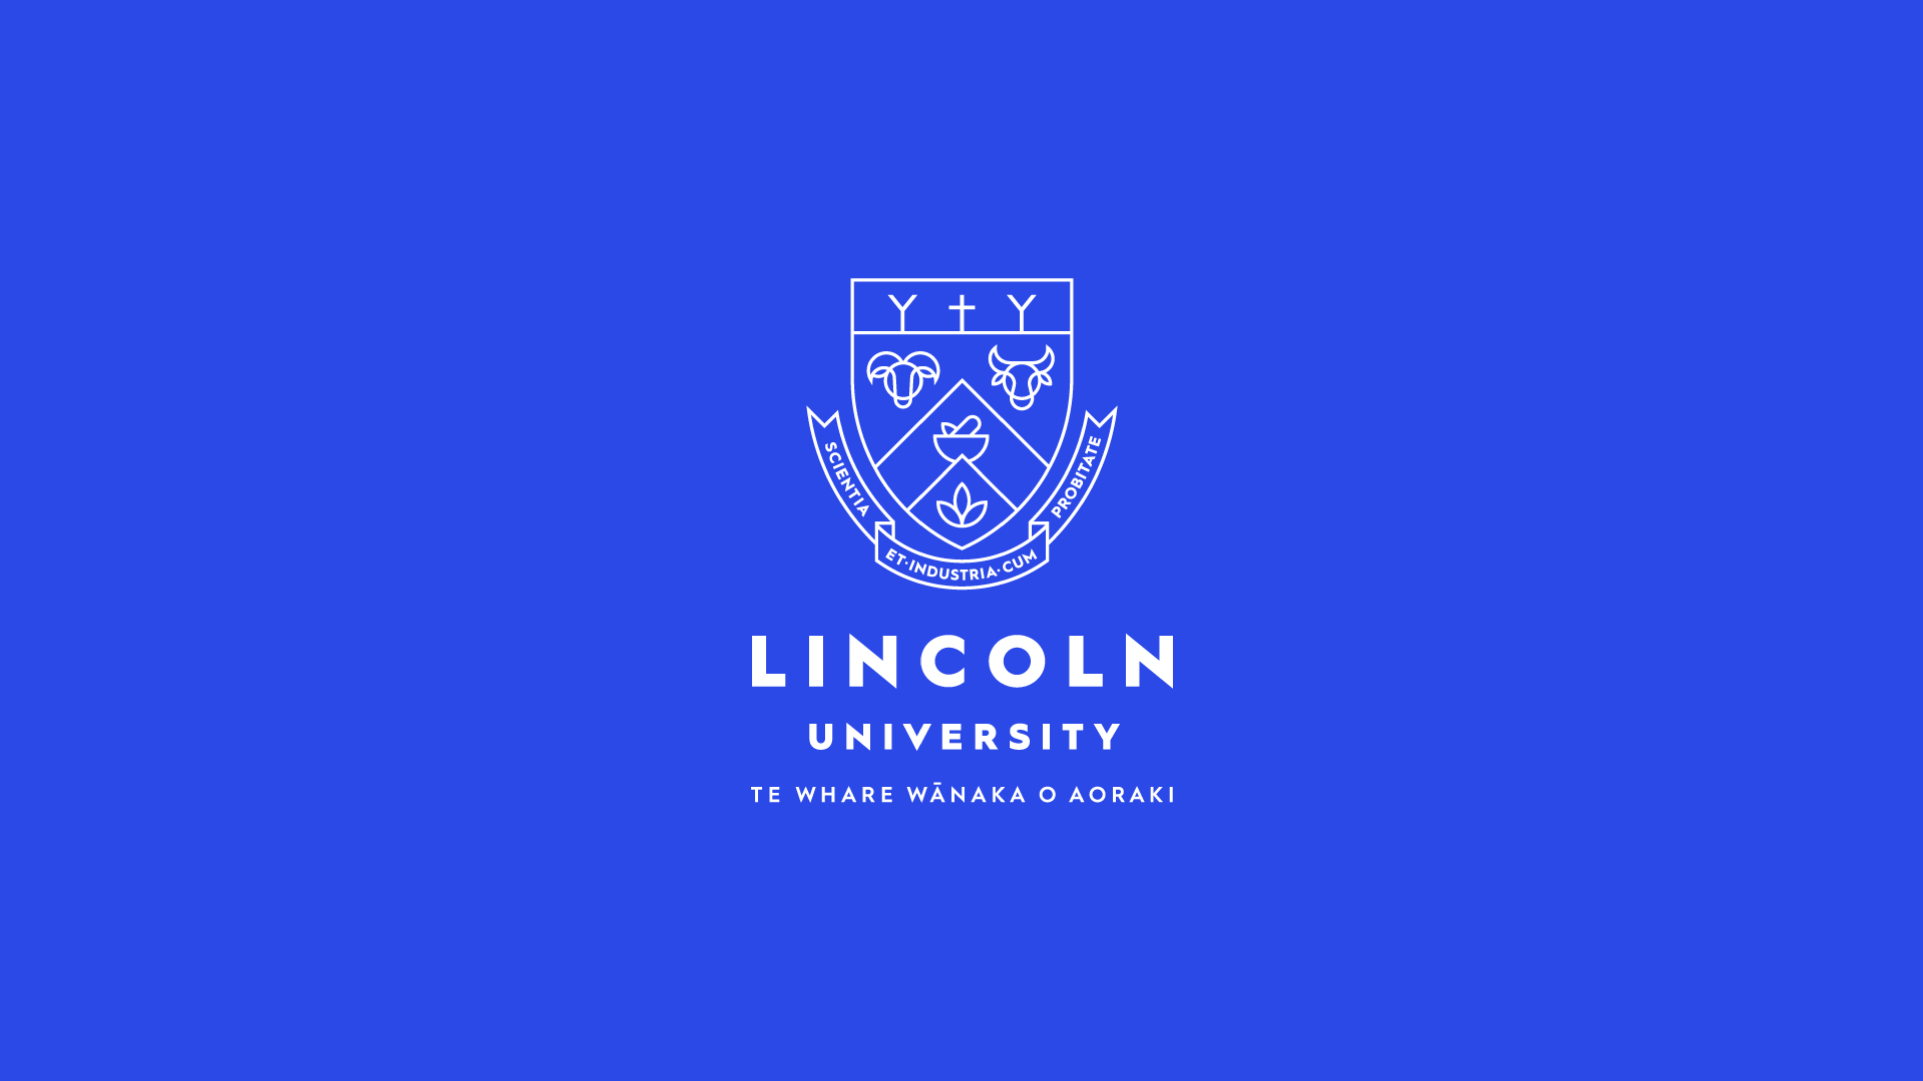 SCIENTIA
ET·INDUSTRIA·CUM
PROBITATE
LINCOLN
UNIVERSITY
TE WHARE WĀNAKA O AORAKI